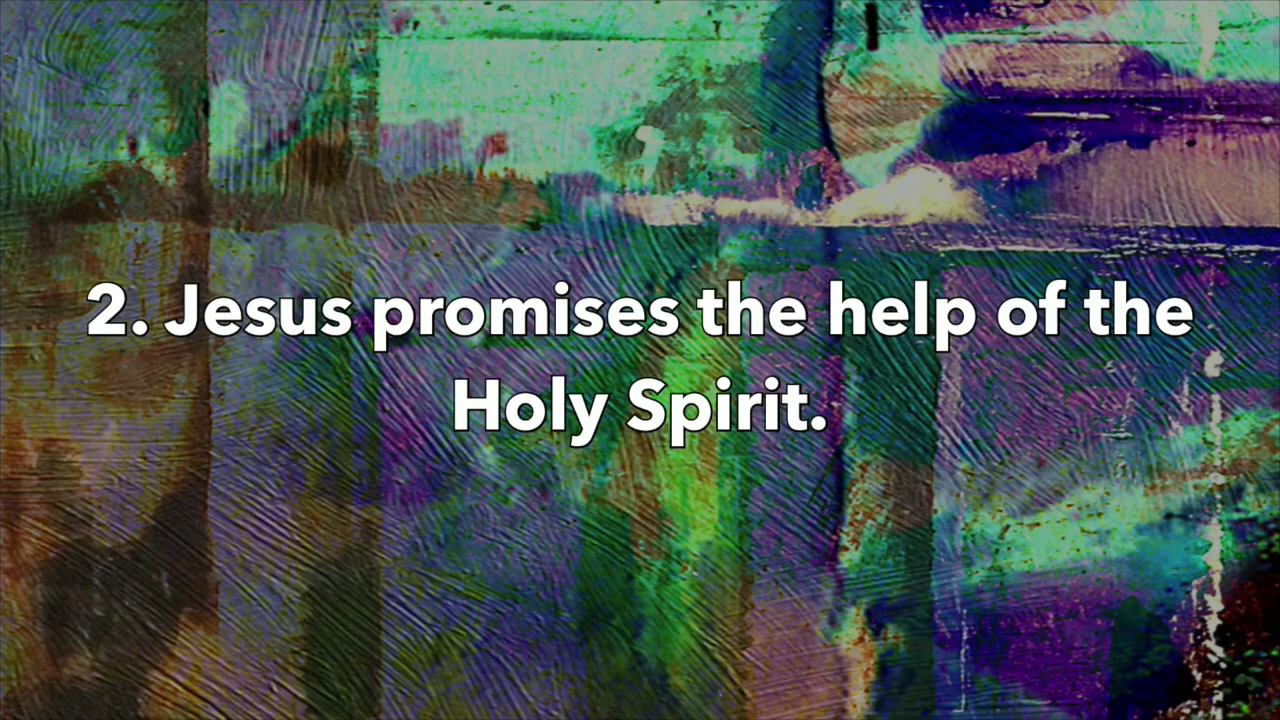 2. Jesus promises the help of the
Holy Spirit.